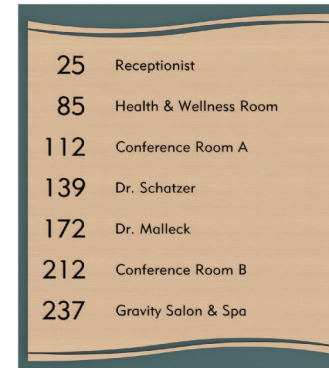 25 Receptionist
85 Health & Wellness Room
112 Conference Room A
139 Dr. Schatzer
172 Dr. Malleck
212 Conference Room B
237 Gravity Salon & Spa